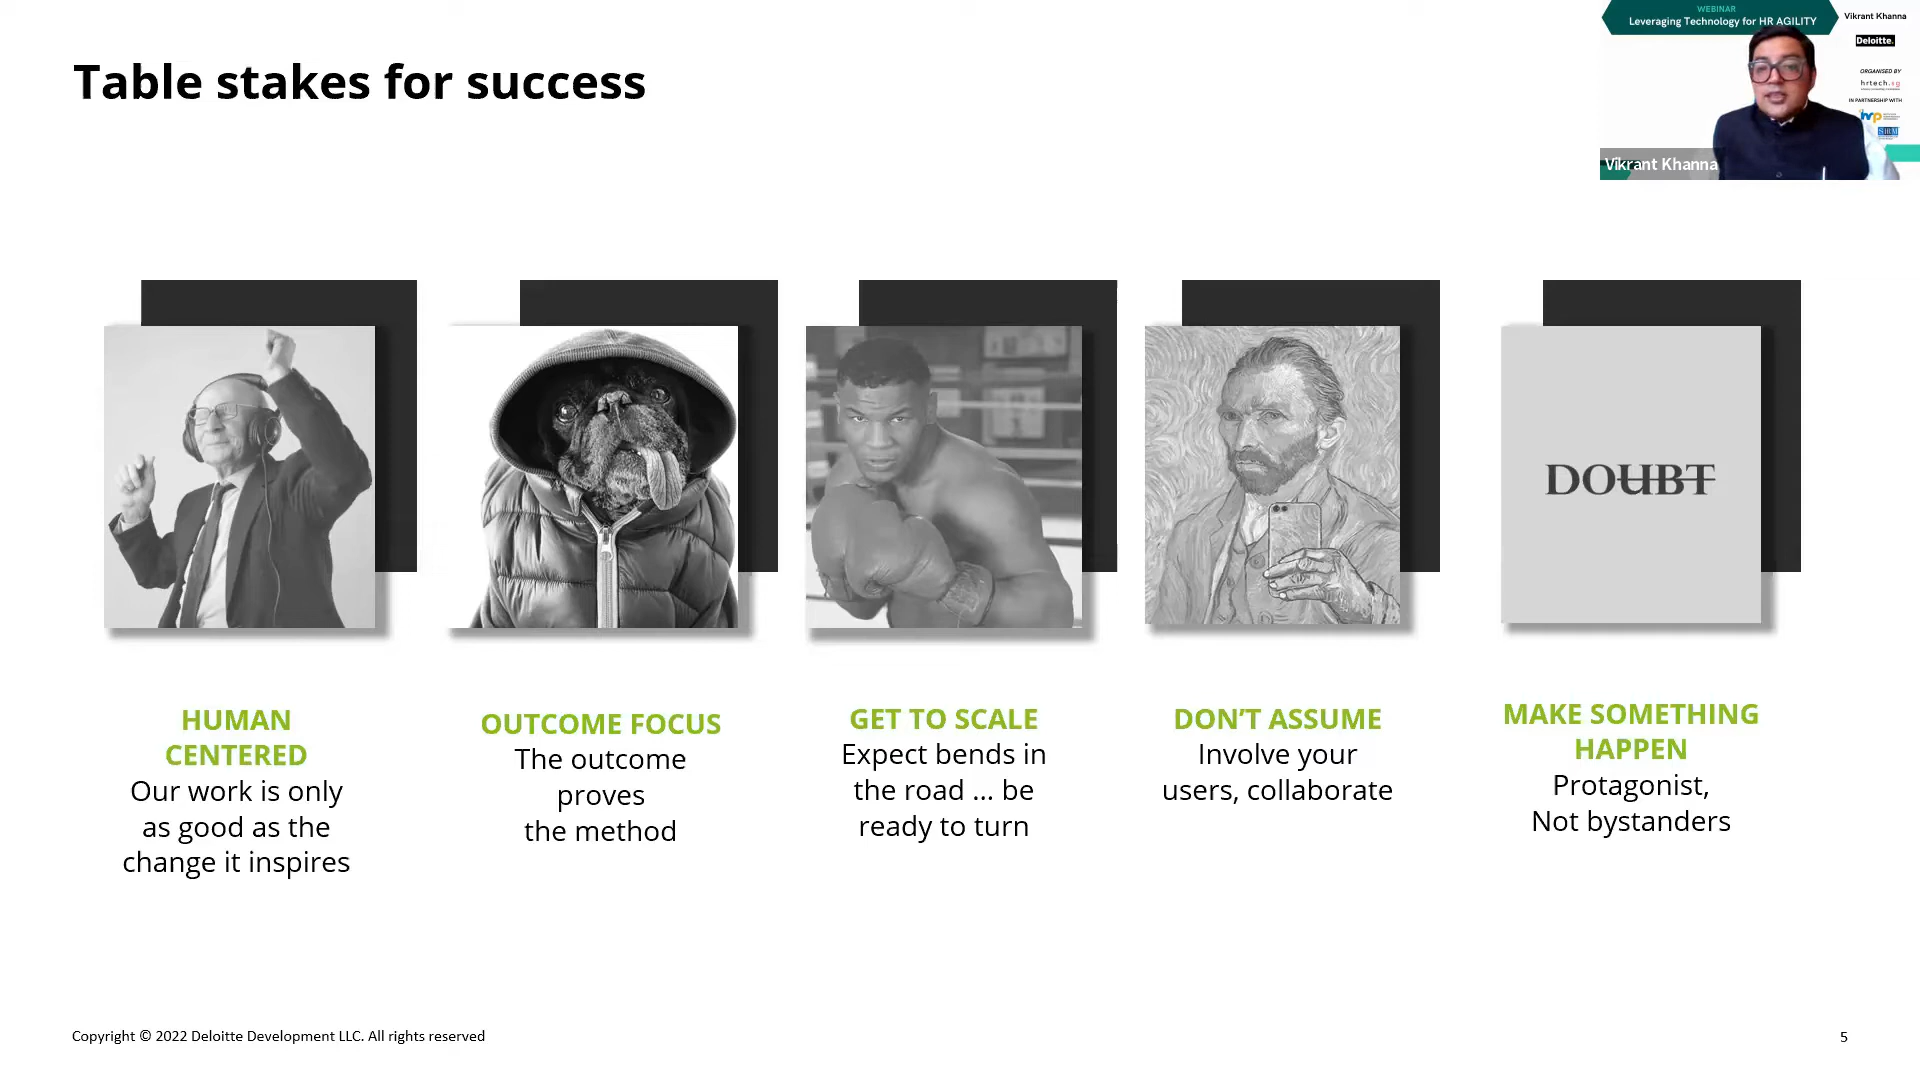 WEBINAR
Leveraging Technology for HR AGILITY
Vikrant Khanna
Deloitte.
ORGANISED BY
hrtech.sg
IN PARTNERSHIP WITH
Vikrant Khanna
Table stakes for success
DOUBT
HUMAN
CENTERED
Our work is only
as good as the
change it inspires
OUTCOME FOCUS
The outcome
proves
the method
GET TO SCALE
Expect bends in
the road ... be
ready to turn
DON’T ASSUME
Involve your
users, collaborate
MAKE SOMETHING
HAPPEN
Protagonist,
Not bystanders
Copyright © 2022 Deloitte Development LLC. All rights reserved
5